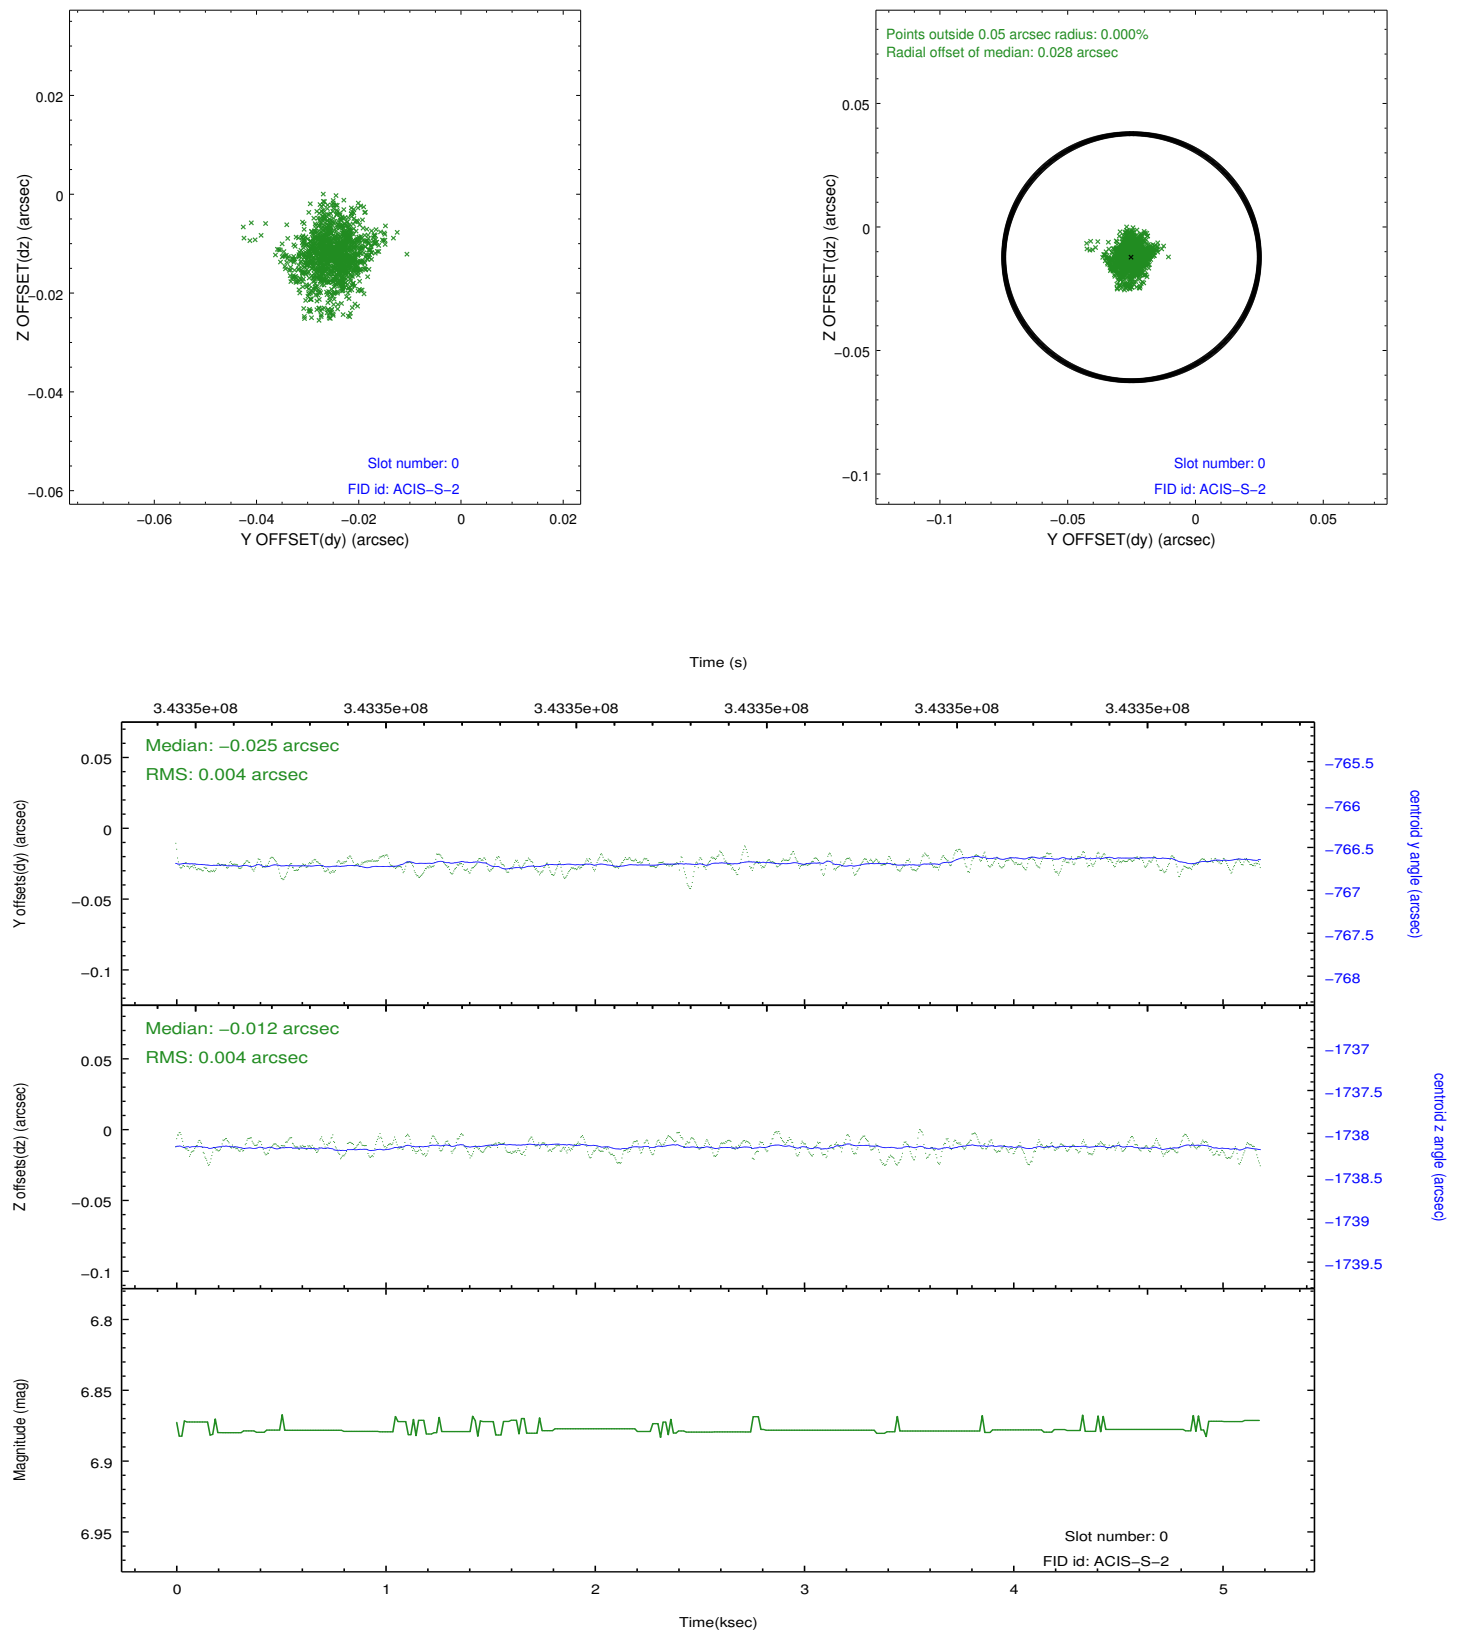 0.02
0
−0.02
−0.04
−0.06
Z OFFSET(dz) (arcsec)
Slot number: 0
FID id: ACIS−S−2
−0.06 −0.04 −0.02 0 0.02
Y OFFSET(dy) (arcsec)
Points outside 0.05 arcsec radius: 0.000%
Radial offset of median: 0.028 arcsec
0.05
0
−0.05
−0.1
Z OFFSET(dz) (arcsec)
Slot number: 0
FID id: ACIS−S−2
−0.1 −0.05 0 0.05
Y OFFSET(dy) (arcsec)
Time (s)
3.4335e+08 3.4335e+08 3.4335e+08 3.4335e+08 3.4335e+08 3.4335e+08
Median: −0.025 arcsec
RMS: 0.004 arcsec
0.05
0
−0.05
−0.1
Y offsets(dy) (arcsec)
−765.5
−766
−766.5
−767
−767.5
−768
centroid y angle (arcsec)
Median: −0.012 arcsec
RMS: 0.004 arcsec
0.05
0
−0.05
−0.1
Z offsets(dz) (arcsec)
−1737
−1737.5
−1738
−1738.5
−1739
−1739.5
centroid z angle (arcsec)
6.8
6.85
6.9
6.95
Magnitude (mag)
Slot number: 0
FID id: ACIS−S−2
0 1 2 3 4 5
Time(ksec)